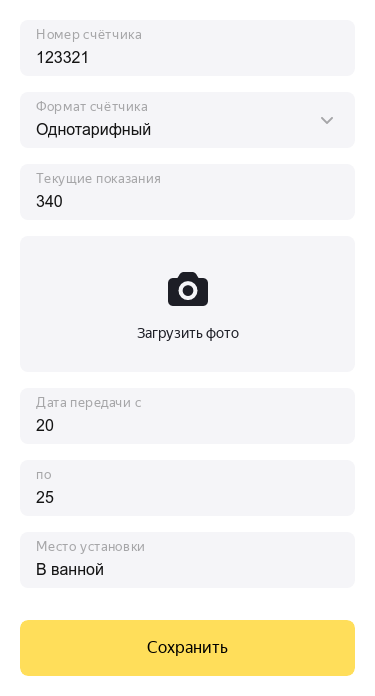 Номер счётчика
123321
Формат счётчика
Однотарифный
Текущие показания
340
Загрузить фото
Дата передачи с
20
по
25
Место установки
В ванной
Сохранить